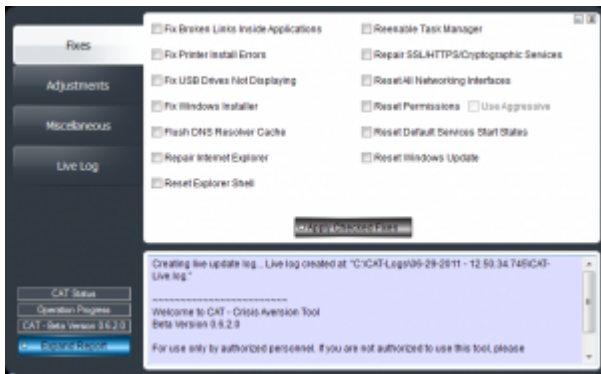 Fixes
Adjustments
Miscellaneous
Live Log
CAT Status
Operation Progress
CAT - Beta Version 0.6.2.0
Expand Report
Fix Broken Links Inside Applications
Fix Printer Install Errors
Fix USB Drives Not Displaying
Fix Windows Installer
Flush DNS Resolver Cache
Repair Internet Explorer
Reset Explorer Shell
Reenable Task Manager
Repair SSL/HTTPS/Cryptographic Services
Reset All Networking Interfaces
Reset Permissions Use Aggressive
Reset Default Services Start States
Reset Windows Update
Apply Checked Fixes
Creating live update log... Live log created at: "C:\CAT-Logs\06-29-2011 - 12.50.34.745\CAT-
Live log."
~~~~~~~~~~~~~~~~~~~~~~~~
Welcome to CAT - Crisis Aversion Tool
Beta Version 0.6.2.0
For use only by authorized personnel. If you are not authorized to use this tool, please